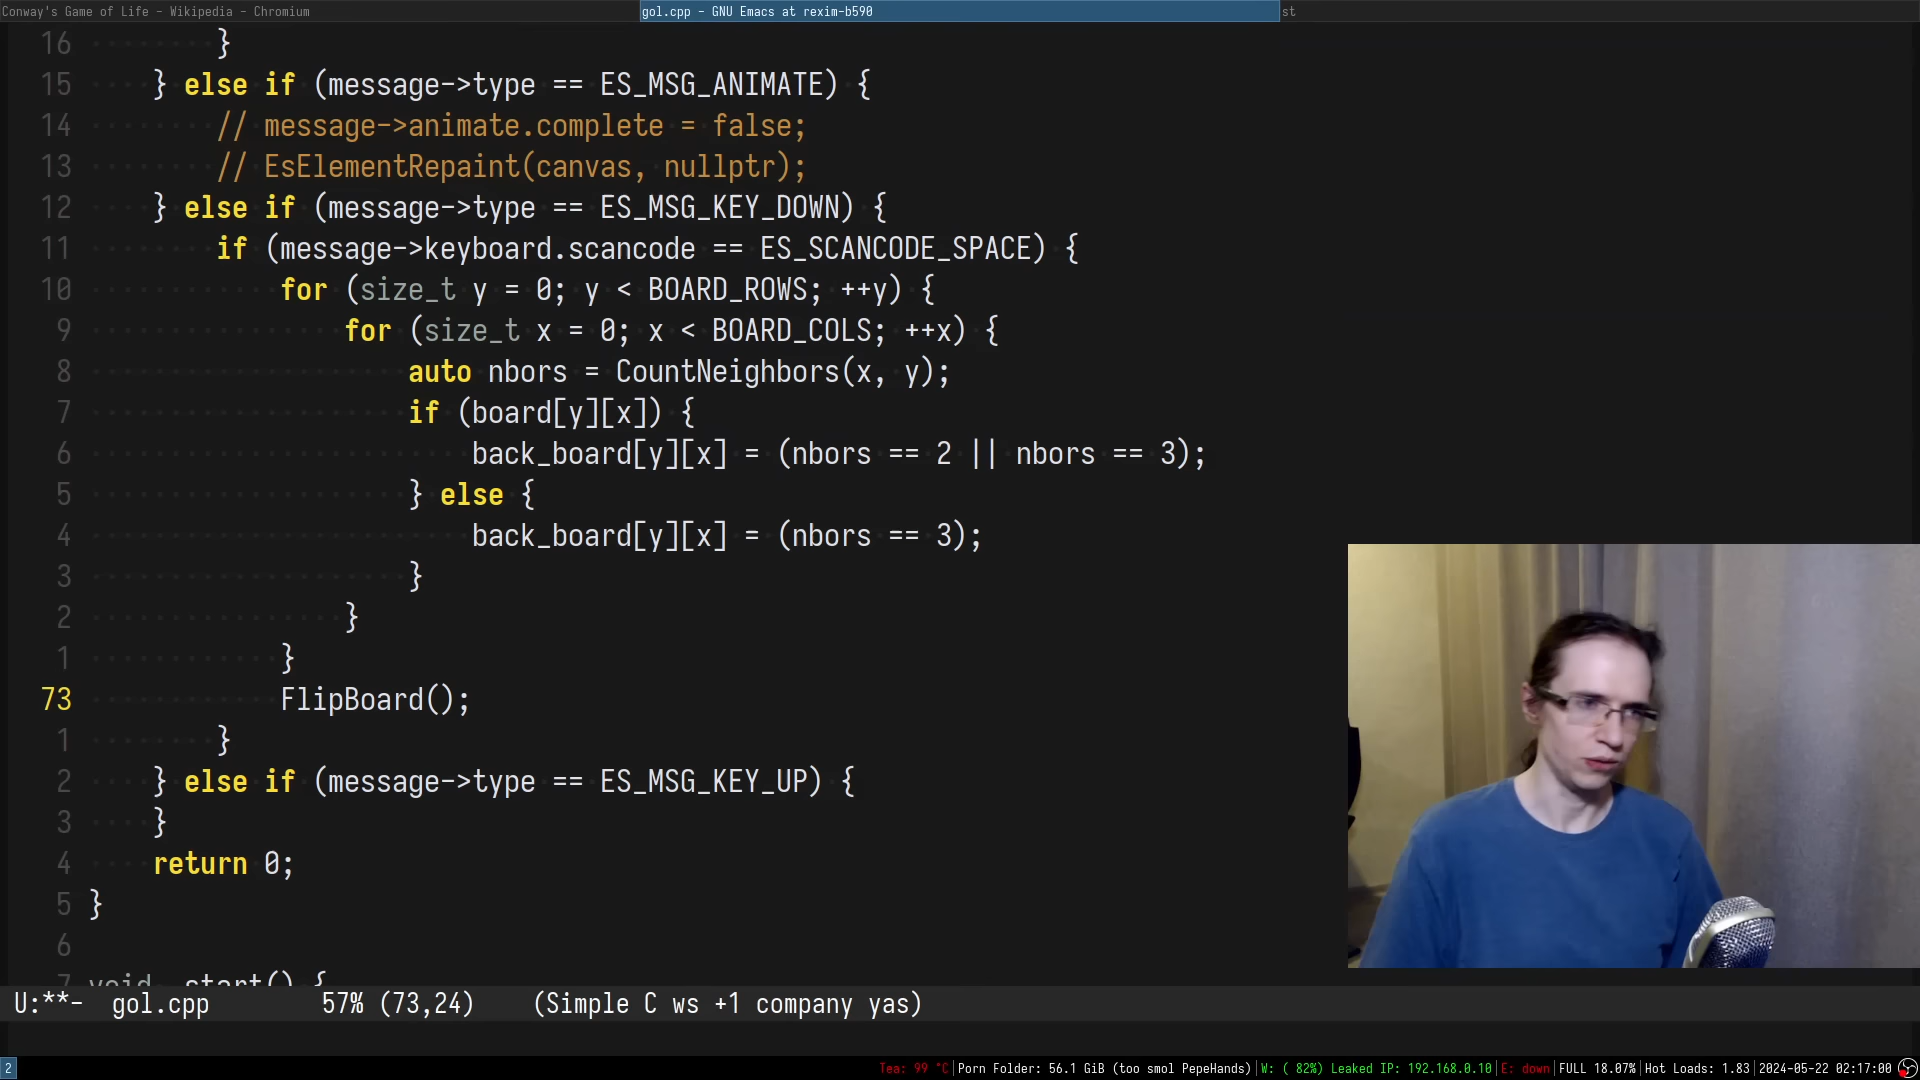 Conway's Game of Life - Wikipedia - Chromium
gol.cpp - GNU Emacs at rexim-b590
st
16 }
15 } else if (message->type == ES_MSG_ANIMATE) {
14 // message->animate.complete = false;
13 // EsElementRepaint(canvas, nullptr);
12 } else if (message->type == ES_MSG_KEY_DOWN) {
11 if (message->keyboard.scancode == ES_SCANCODE_SPACE) {
10 for (size_t y = 0; y < BOARD_ROWS; ++y) {
9 for (size_t x = 0; x < BOARD_COLS; ++x) {
8 auto nbors = CountNeighbors(x, y);
7 if (board[y][x]) {
6 back_board[y][x] = (nbors == 2 || nbors == 3);
5 } else {
4 back_board[y][x] = (nbors == 3);
3 }
2 }
1 }
73 FlipBoard();
1 }
2 } else if (message->type == ES_MSG_KEY_UP) {
3 }
4 return 0;
5 }
6
7 void _start() {
U:**- gol.cpp 57% (73,24) (Simple C ws +1 company yas)
2 Tea: 99 °C|Porn Folder: 56.1 GiB (too smol PepeHands)|W: ( 82%) Leaked IP: 192.168.0.10|E: down|FULL 18.07%|Hot Loads: 1.83|2024-05-22 02:17:00